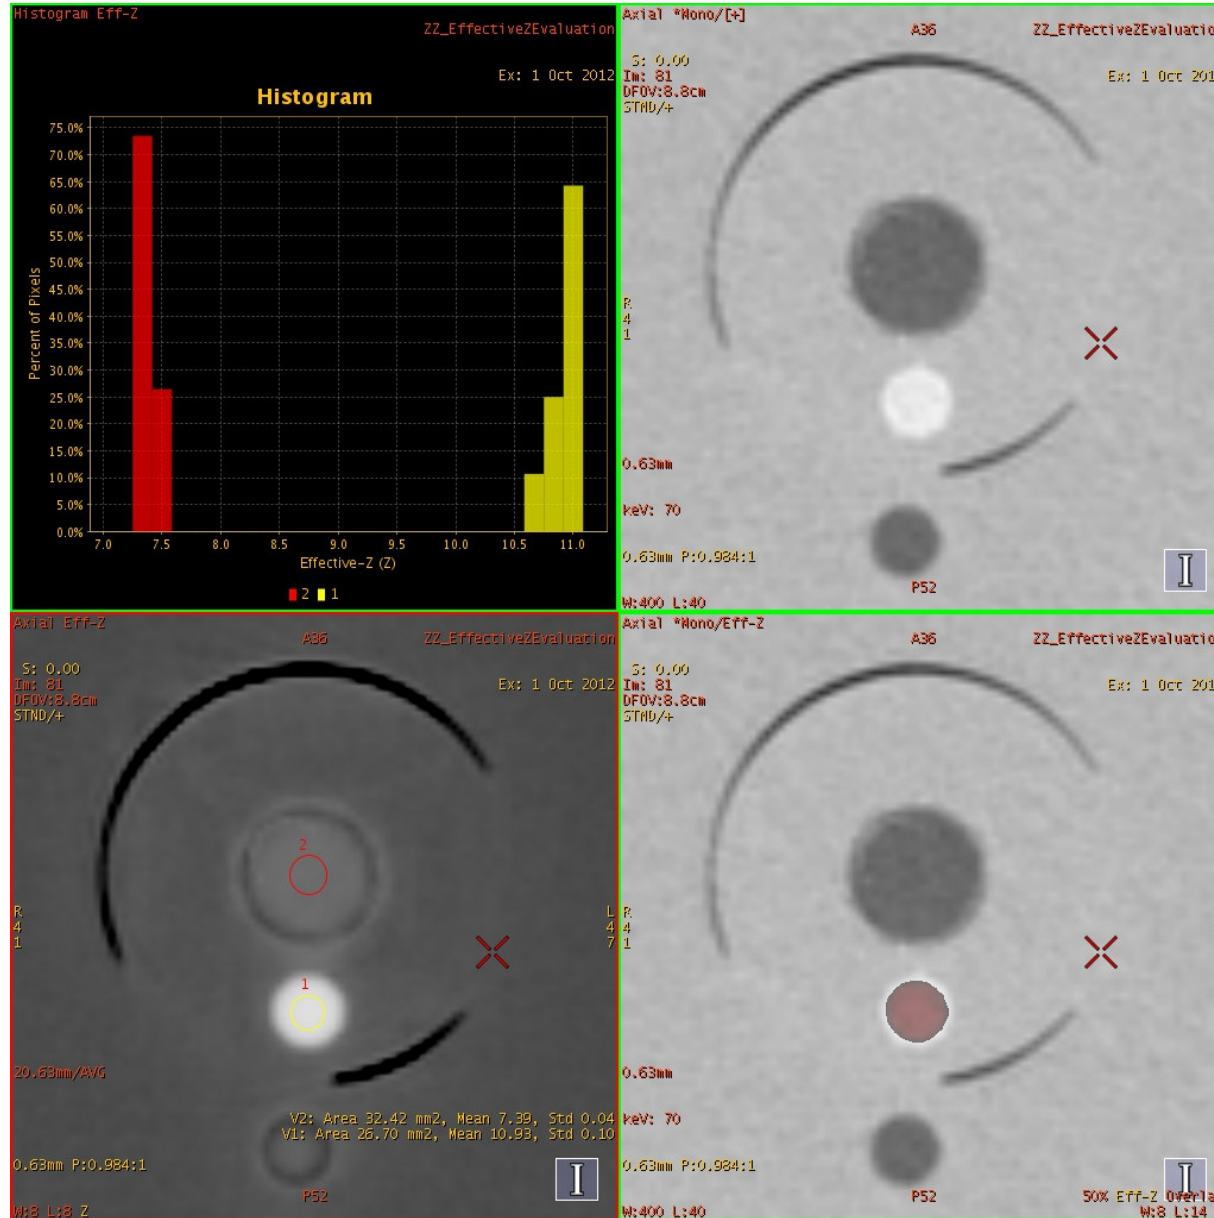 Histogram Eff-Z
ZZ_EffectiveZEvaluation
Ex: 1 Oct 2012
Histogram
75.0%
70.0%
65.0%
60.0%
55.0%
50.0%
45.0%
40.0%
35.0%
30.0%
25.0%
20.0%
15.0%
10.0%
5.0%
0.0%
Percent of Pixels
7.0 7.5 8.0 8.5 9.0 9.5 10.0 10.5 11.0
Effective-Z (Z)
2 1
Axial *Mono/[+]
A36
ZZ_EffectiveZEvaluatio
S: 0.00
Ex: 1 Oct 201
Im: 81
DFOV:8.8cm
STND/+
R
4
1
0.63mm
keV: 70
0.63mm P:0.984:1
P52
W:400 L:40
I
Axial Eff-Z
A36
ZZ_EffectiveZEvaluation
S: 0.00
Im: 81
Ex: 1 Oct 2012
DFOV:8.8cm
STND/+
2
R
4
1
L
4
7
1
20.63mm/AVG
V2: Area 32.42 mm2, Mean 7.39, Std 0.04
V1: Area 26.70 mm2, Mean 10.93, Std 0.10
0.63mm P:0.984:1
P52
W:8 L:8 Z
I
Axial *Mono/Eff-Z
A36
ZZ_EffectiveZEvaluatio
S: 0.00
Im: 81
Ex: 1 Oct 201
DFOV:8.8cm
STND/+
R
4
1
0.63mm
keV: 70
0.63mm P:0.984:1
I
P52
50% Eff-Z Overla
W:400 L:40
W:8 L:14